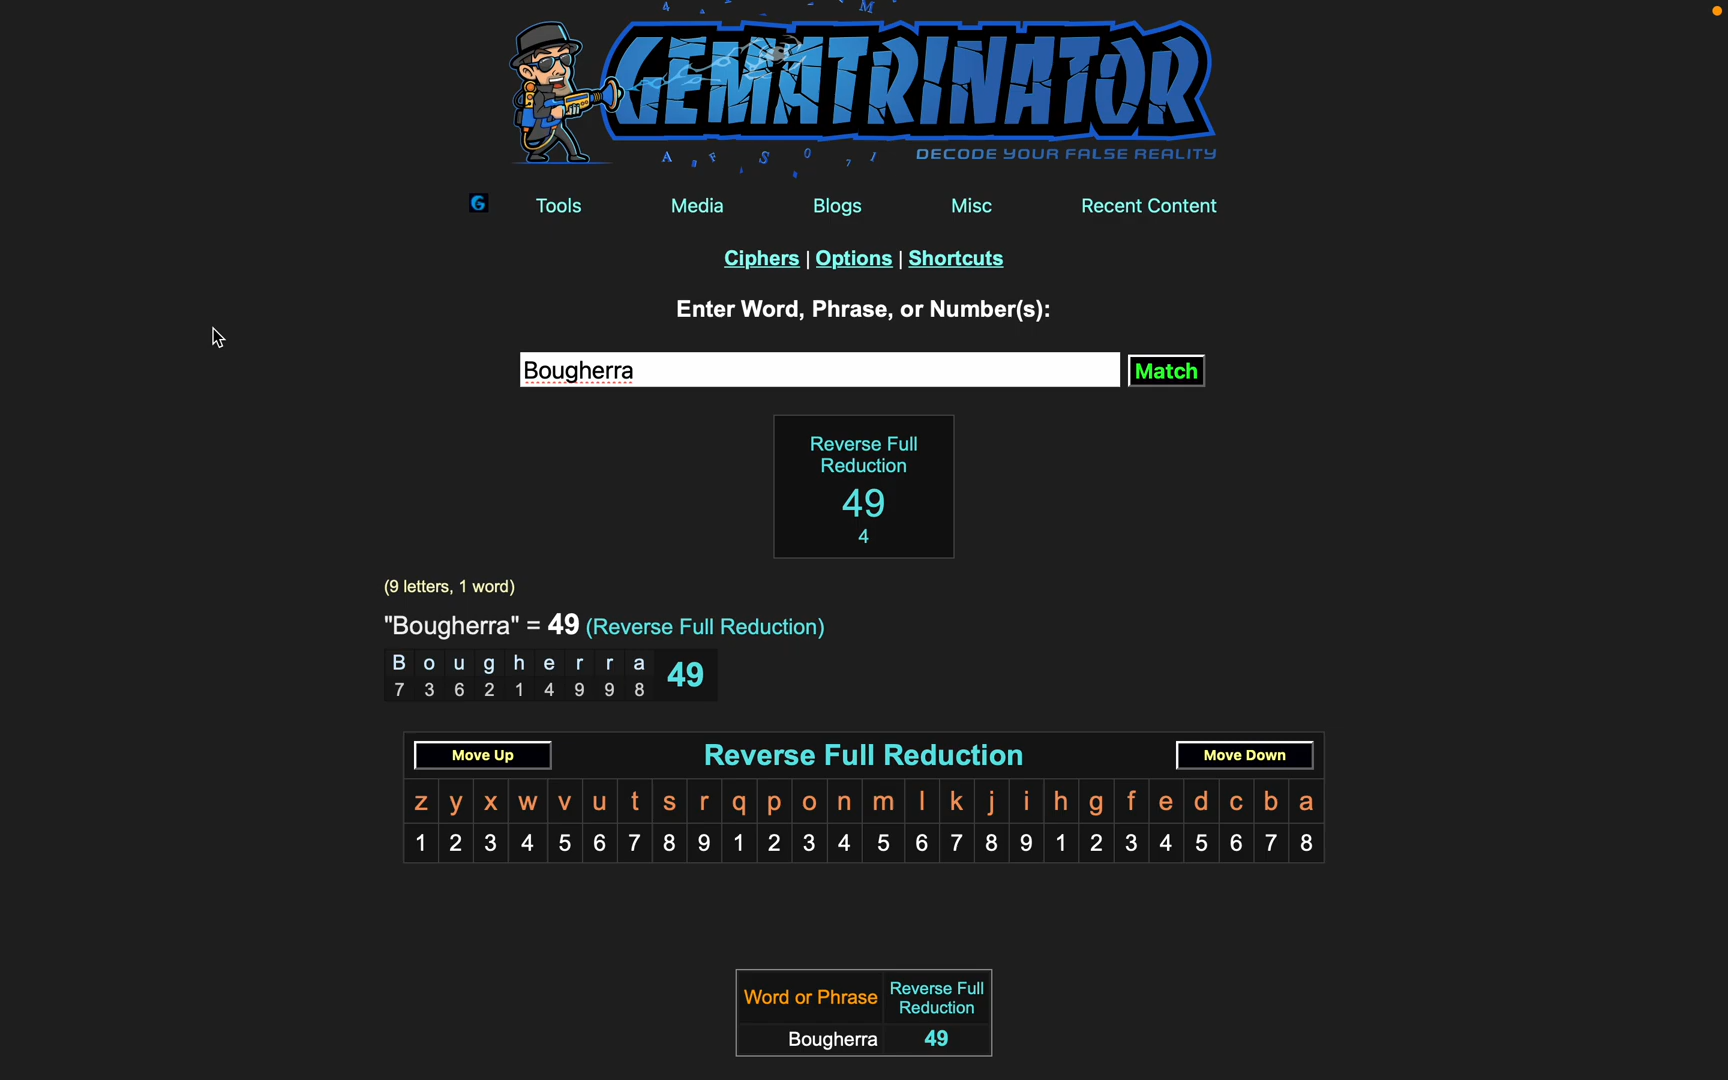 GEMATRINATOR
DECODE YOUR FALSE REALITY
G Tools Media Blogs Misc Recent Content
Ciphers | Options | Shortcuts
Enter Word, Phrase, or Number(s):
Bougherra Match
Reverse Full
Reduction
49
4
(9 letters, 1 word)
"Bougherra" = 49 (Reverse Full Reduction)
B o u g h e r r a 49
7 3 6 2 1 4 9 9 8
Move Up Reverse Full Reduction Move Down
z y x w v u t s r q p o n m l k j i h g f e d c b a
1 2 3 4 5 6 7 8 9 1 2 3 4 5 6 7 8 9 1 2 3 4 5 6 7 8
Word or Phrase Reverse Full
Reduction
Bougherra 49